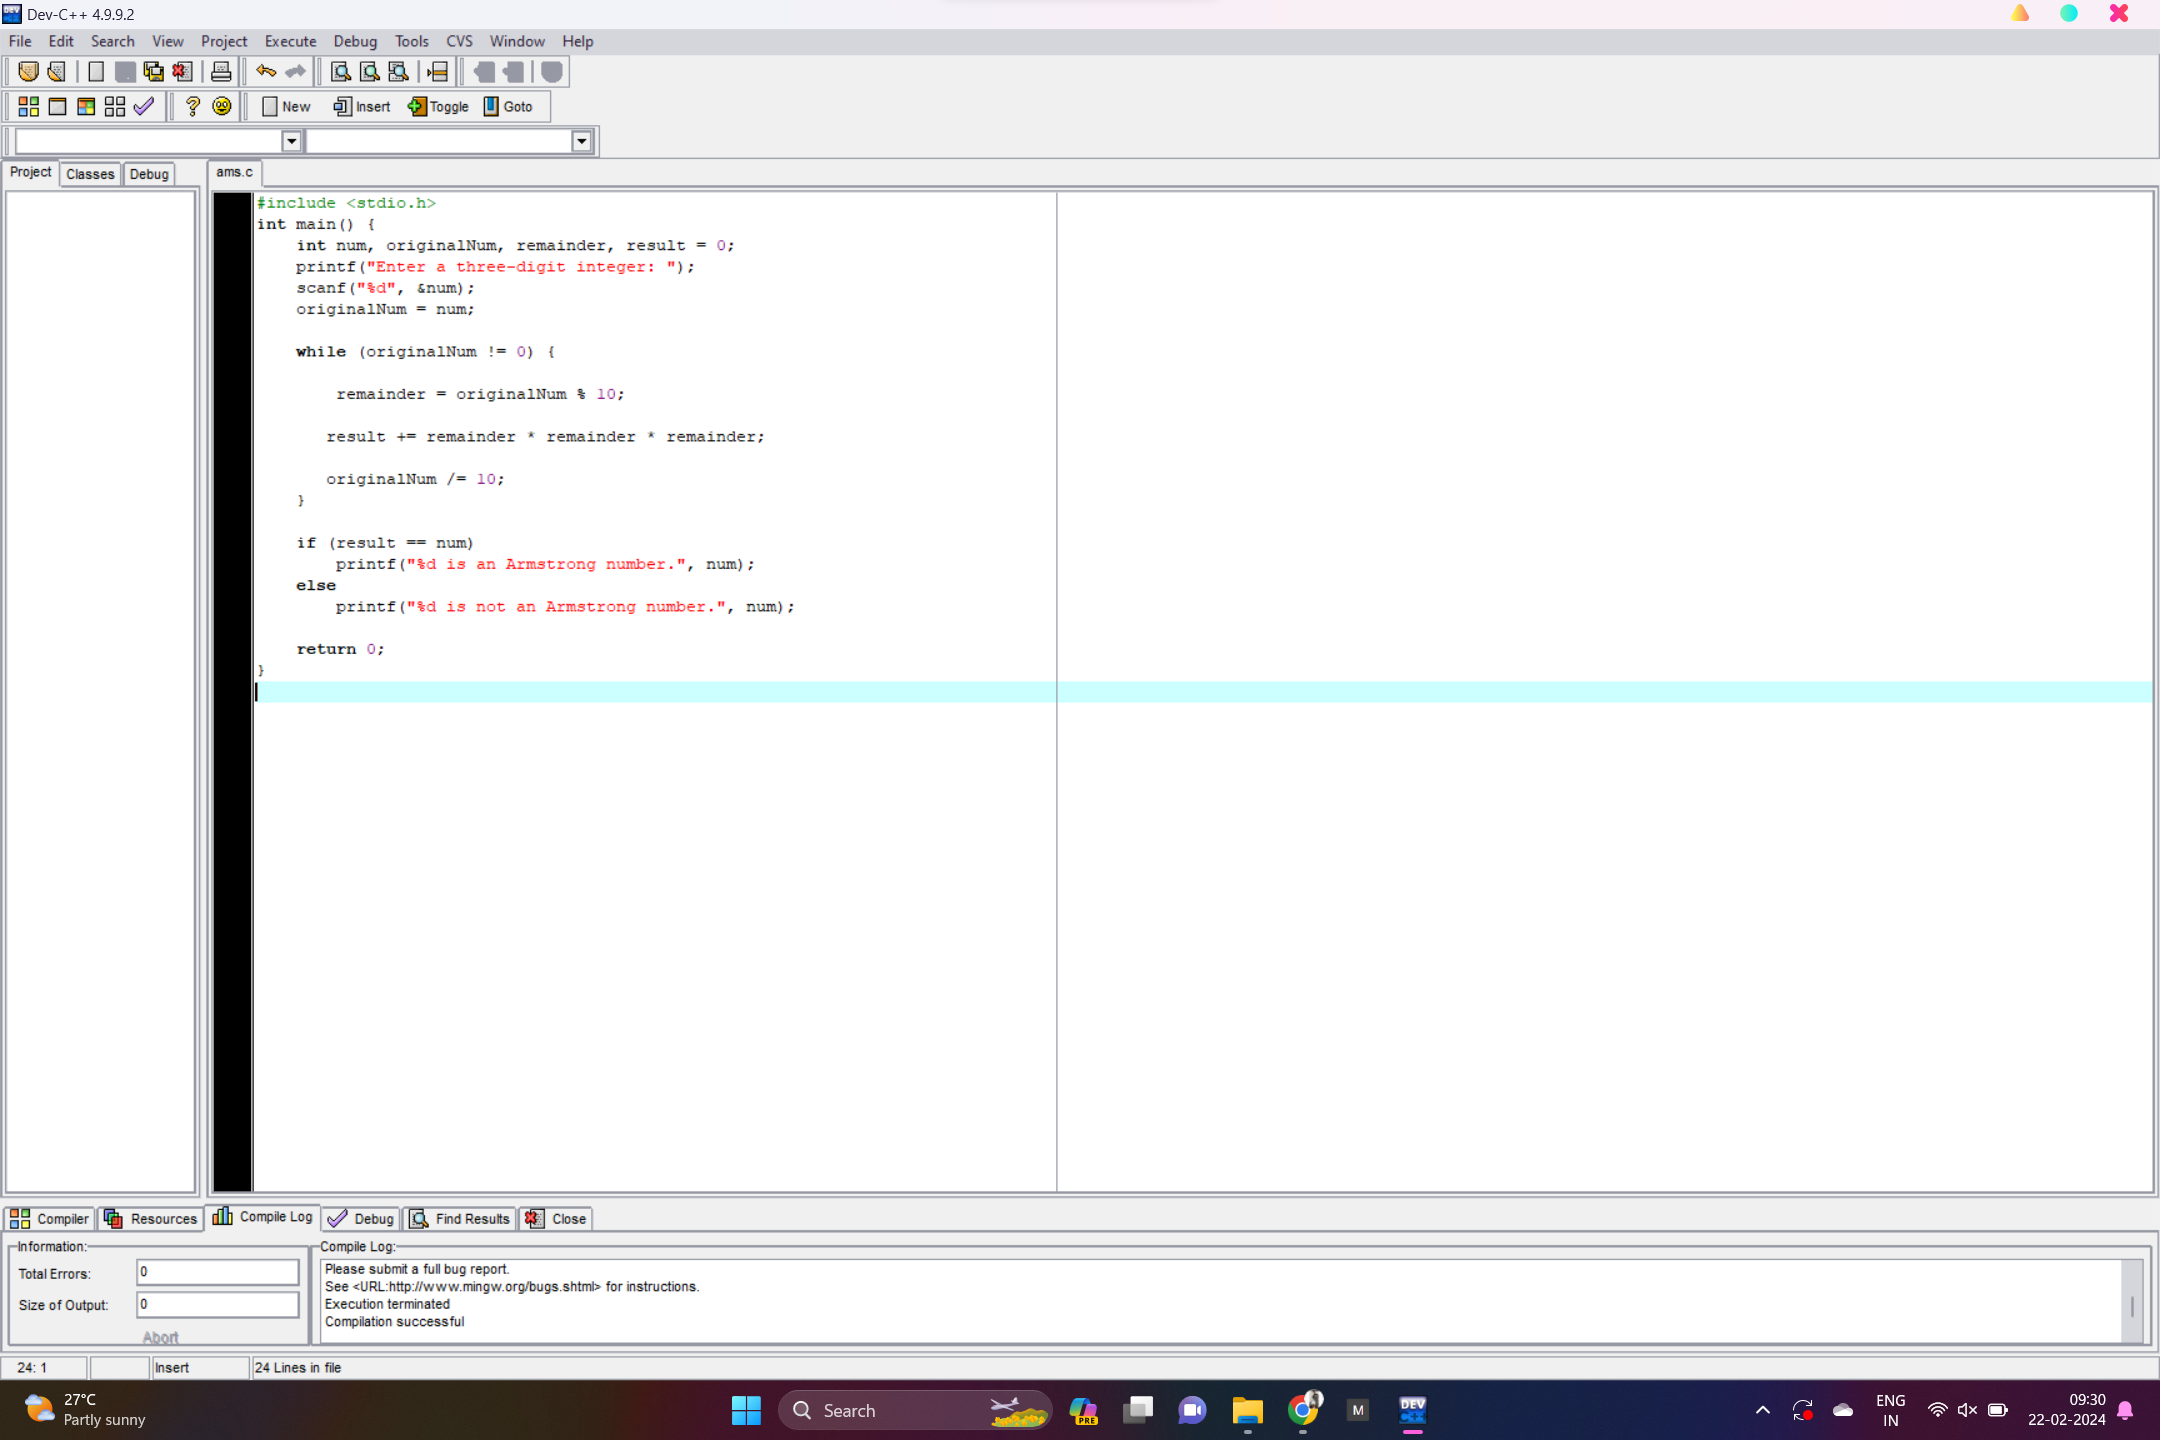 Dev-C++ 4.9.9.2
File Edit Search View Project Execute Debug Tools CVS Window Help
New Insert Toggle Goto
Project Classes Debug
ams.c
#include <stdio.h>
int main() {
    int num, originalNum, remainder, result = 0;
    printf("Enter a three-digit integer: ");
    scanf("%d", &num);
    originalNum = num;
    while (originalNum != 0) {
        remainder = originalNum % 10;
       result += remainder * remainder * remainder;
       originalNum /= 10;
    }
    if (result == num)
        printf("%d is an Armstrong number.", num);
    else
        printf("%d is not an Armstrong number.", num);
    return 0;
}
Compiler Resources Compile Log Debug Find Results Close
Information:
Total Errors: 0
Size of Output: 0
Abort
Compile Log:
Please submit a full bug report.
See <URL:http://www.mingw.org/bugs.shtml> for instructions.
Execution terminated
Compilation successful
24: 1 Insert 24 Lines in file
27°C
Partly sunny
Search
PRE
M
DEV
C++
ENG
IN
09:30
22-02-2024